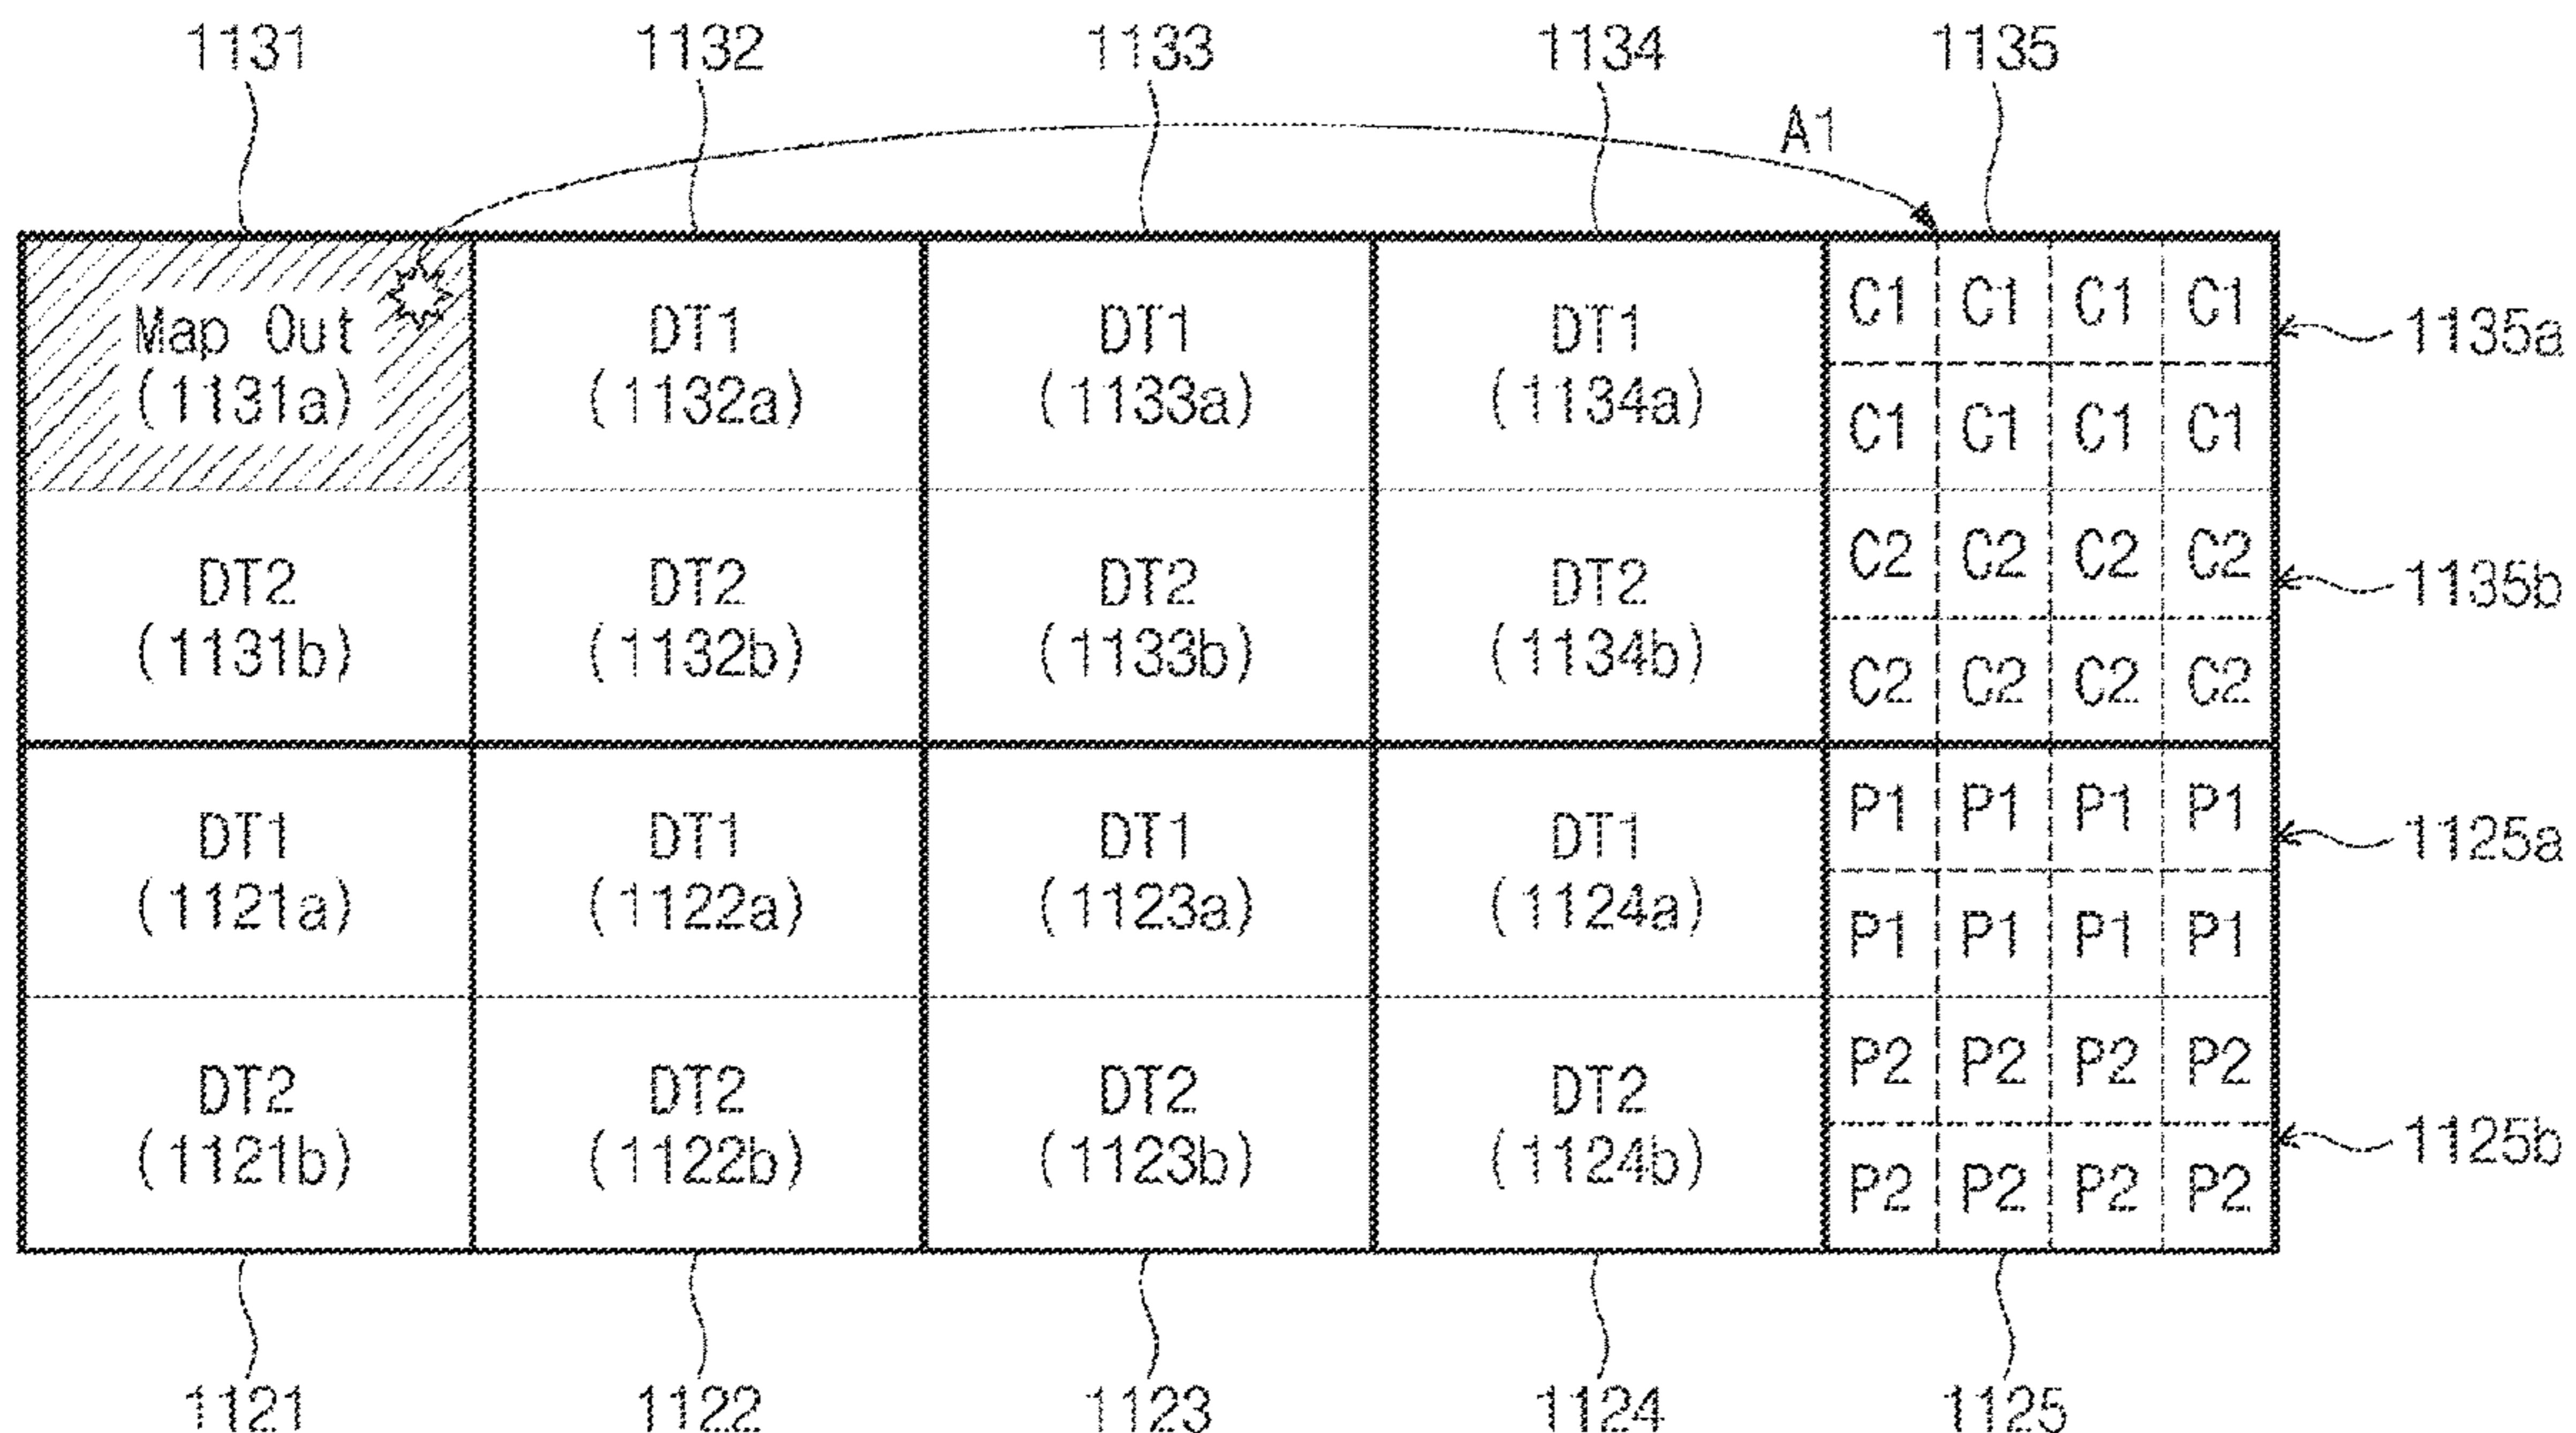 1131 1132 1133 1134 1135
A1
Map Out DT1 DT1 DT1 C1 C1 C1 C1
1135a
(1131a) (1132a) (1133a) (1134a) C1 C1 C1 C1
DT2 DT2 DT2 DT2 C2 C2 C2 C2
1135b
(1131b) (1132b) (1133b) (1134b) C2 C2 C2 C2
DT1 DT1 DT1 DT1 P1 P1 P1 P1
1125a
(1121a) (1122a) (1123a) (1124a) P1 P1 P1 P1
DT2 DT2 DT2 DT2 P2 P2 P2 P2
1125b
(1121b) (1122b) (1123b) (1124b) P2 P2 P2 P2
1121 1122 1123 1124 1125